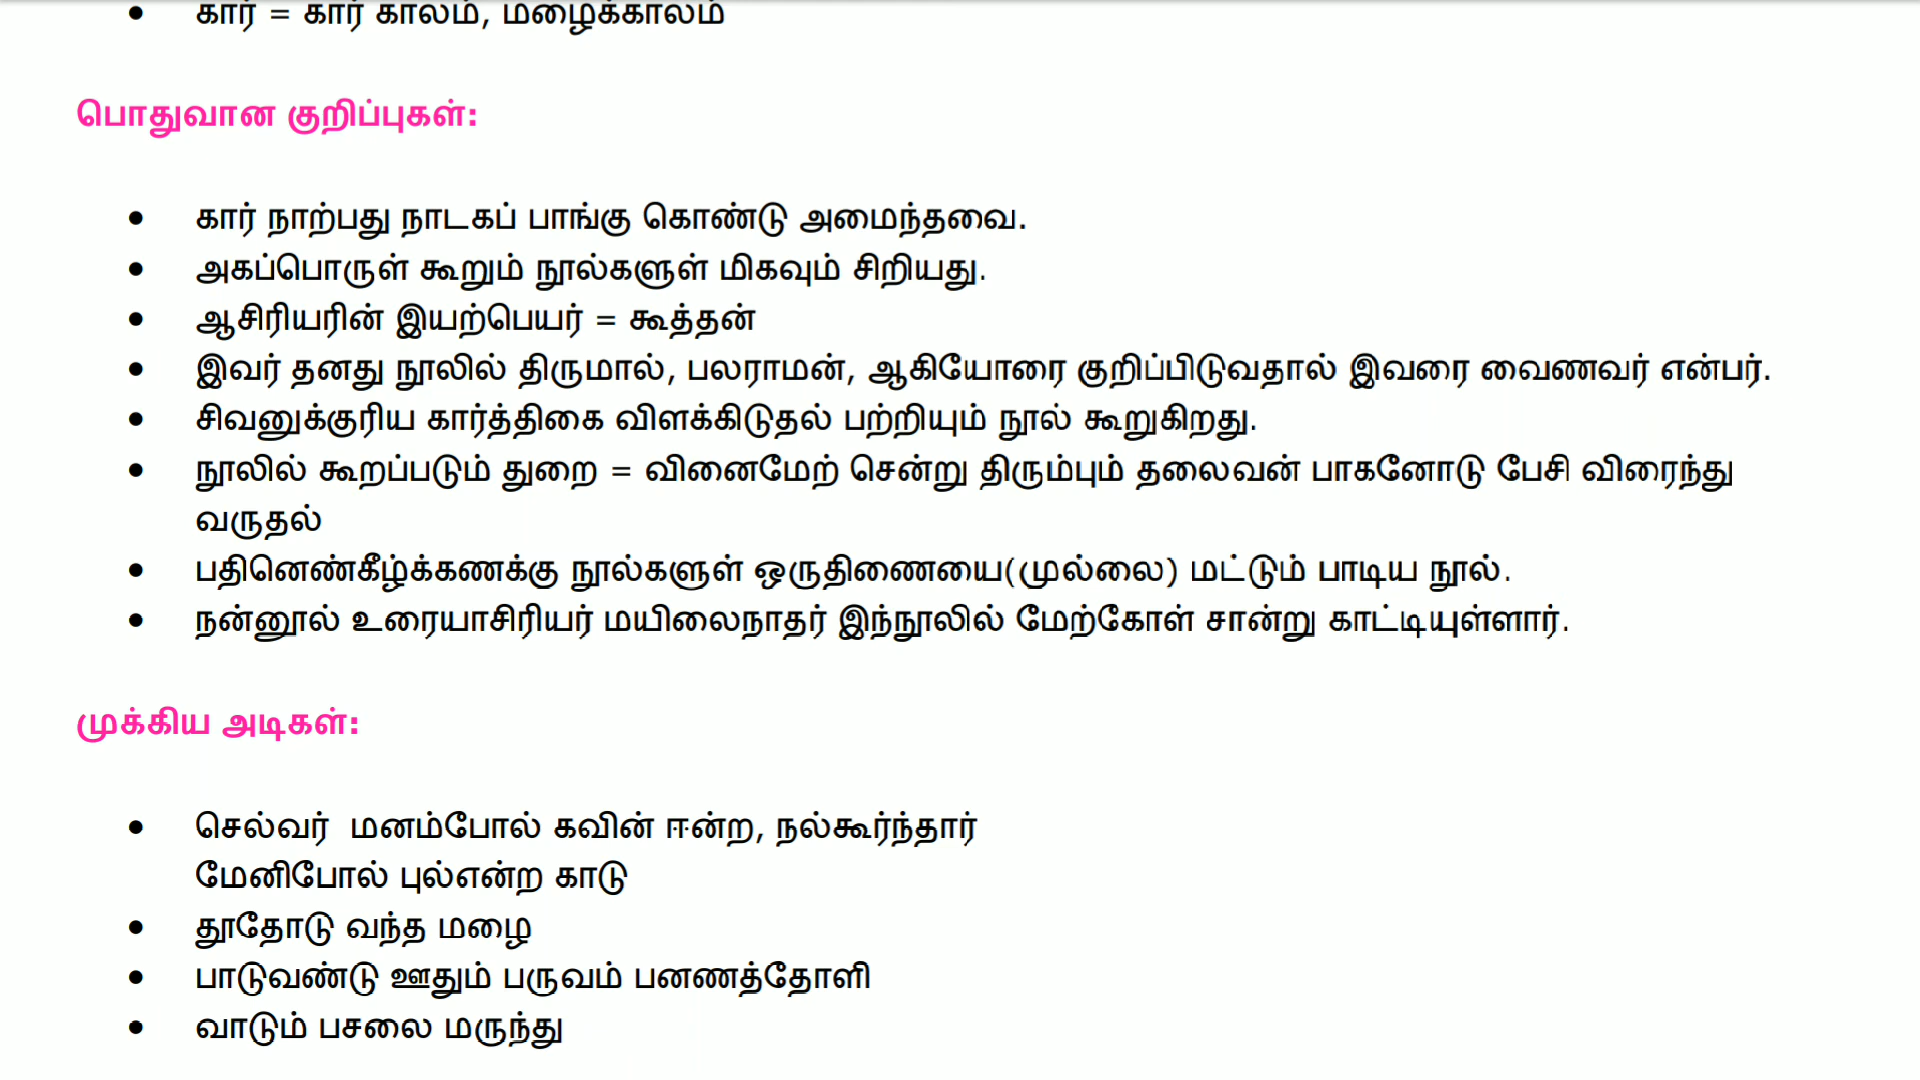 கார் = கார் காலம், மழைக்காலம்
பொதுவான குறிப்புகள்:
கார் நாற்பது நாடகப் பாங்கு கொண்டு அமைந்தவை.
அகப்பொருள் கூறும் நூல்களுள் மிகவும் சிறியது.
ஆசிரியரின் இயற்பெயர் = கூத்தன்
இவர் தனது நூலில் திருமால், பலராமன், ஆகியோரை குறிப்பிடுவதால் இவரை வைணவர் என்பர்.
சிவனுக்குரிய கார்த்திகை விளக்கிடுதல் பற்றியும் நூல் கூறுகிறது.
நூலில் கூறப்படும் துறை = வினைமேற் சென்று திரும்பும் தலைவன் பாகனோடு பேசி விரைந்து
வருதல்
பதினெண்கீழ்க்கணக்கு நூல்களுள் ஒருதிணையை(முல்லை) மட்டும் பாடிய நூல்.
நன்னூல் உரையாசிரியர் மயிலைநாதர் இந்நூலில் மேற்கோள் சான்று காட்டியுள்ளார்.
முக்கிய அடிகள்:
செல்வர்  மனம்போல் கவின் ஈன்ற, நல்கூர்ந்தார்
மேனிபோல் புல்என்ற காடு
தூதோடு வந்த மழை
பாடுவண்டு ஊதும் பருவம் பனணத்தோளி
வாடும் பசலை மருந்து